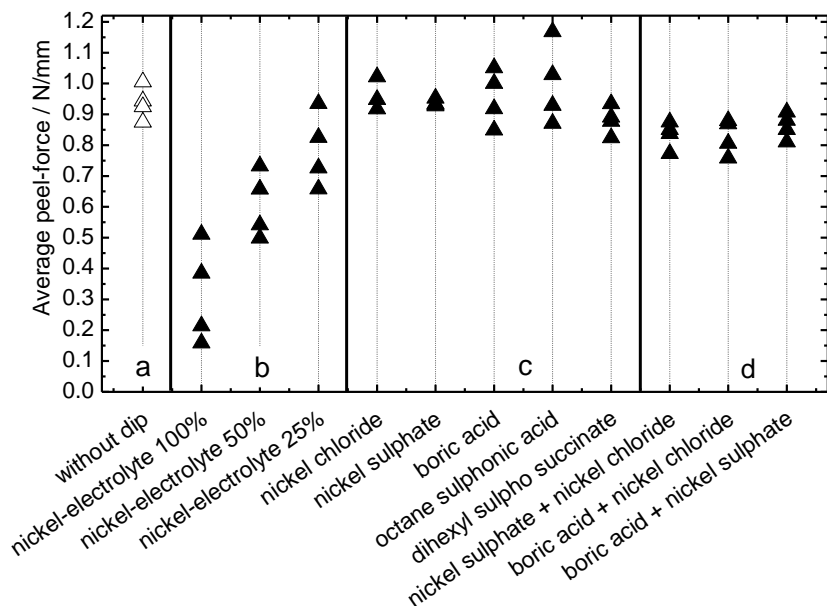 Average peel-force / N/mm
1.2
1.1
1.0
0.9
0.8
0.7
0.6
0.5
0.4
0.3
0.2
0.1
0.0
a
b
c
d
without dip
nickel-electrolyte 100%
nickel-electrolyte 50%
nickel-electrolyte 25%
nickel chloride
nickel sulphate
boric acid
octane sulphonic acid
dihexyl sulpho succinate
nickel sulphate + nickel chloride
boric acid + nickel chloride
boric acid + nickel sulphate